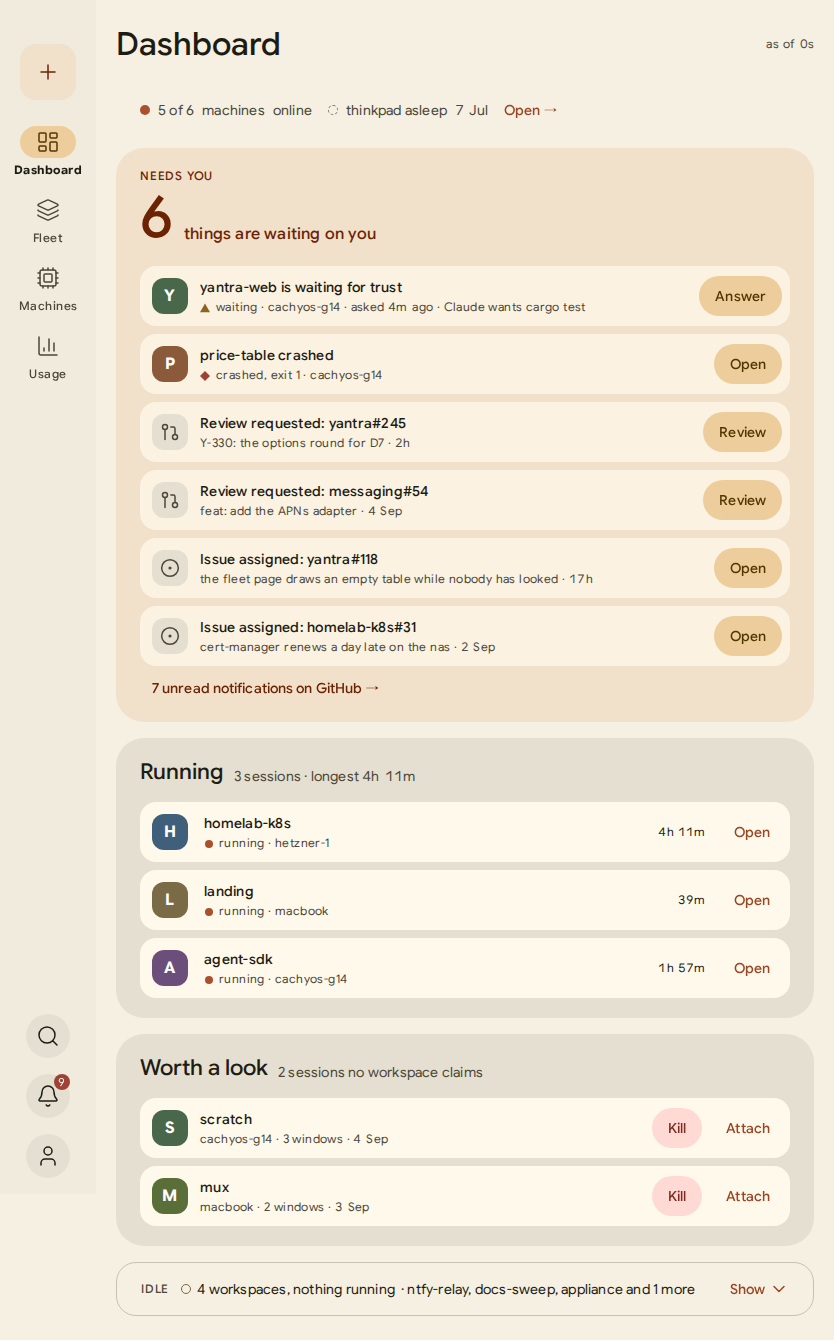 Dashboard
as of 0s
5 of 6 machines online thinkpad asleep 7 Jul Open →
Dashboard
Fleet
Machines
Usage
NEEDS YOU
6 things are waiting on you
Y yantra-web is waiting for trust
waiting · cachyos-g14 · asked 4m ago · Claude wants cargo test
Answer
P price-table crashed
crashed, exit 1 · cachyos-g14
Open
Review requested: yantra#245
Y-330: the options round for D7 · 2h
Review
Review requested: messaging#54
feat: add the APNs adapter · 4 Sep
Review
Issue assigned: yantra#118
the fleet page draws an empty table while nobody has looked · 17h
Open
Issue assigned: homelab-k8s#31
cert-manager renews a day late on the nas · 2 Sep
Open
7 unread notifications on GitHub →
Running 3 sessions · longest 4h 11m
H homelab-k8s
running · hetzner-1
4h 11m Open
L landing
running · macbook
39m Open
A agent-sdk
running · cachyos-g14
1h 57m Open
Worth a look 2 sessions no workspace claims
S scratch
cachyos-g14 · 3 windows · 4 Sep
Kill Attach
M mux
macbook · 2 windows · 3 Sep
Kill Attach
9
IDLE 4 workspaces, nothing running · ntfy-relay, docs-sweep, appliance and 1 more Show